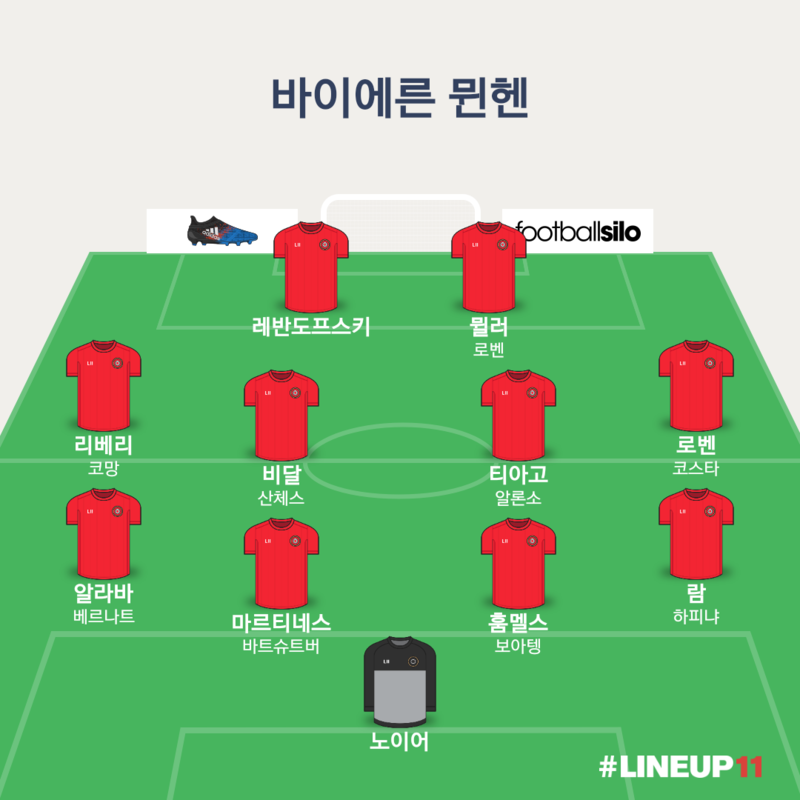 바이에른 뮌헨
adidas
footballsilo
레반도프스키
뮐러
로벤
리베리
코망
비달
산체스
티아고
알론소
로벤
코스타
알라바
베르나트
마르티네스
바트슈트버
훔멜스
보아텡
람
하피냐
노이어
#LINEUP11